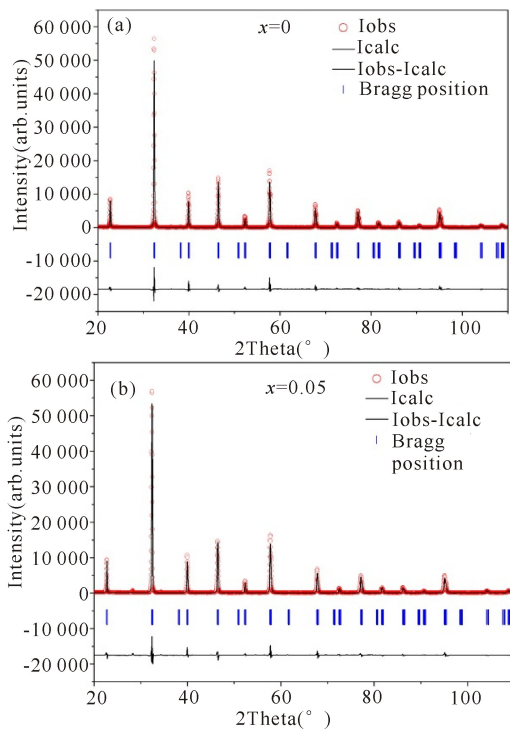 (a)
x=0
Iobs
Icalc
Iobs-Icalc
Bragg position
Intensity(arb.units)
60 000
50 000
40 000
30 000
20 000
10 000
0
-10 000
-20 000
20
40
60
80
100
2Theta(°)
(b)
x=0.05
Iobs
Icalc
Iobs-Icalc
Bragg
position
Intensity(arb.units)
60 000
50 000
40 000
30 000
20 000
10 000
0
-10 000
-20 000
20
40
60
80
100
2Theta(°)